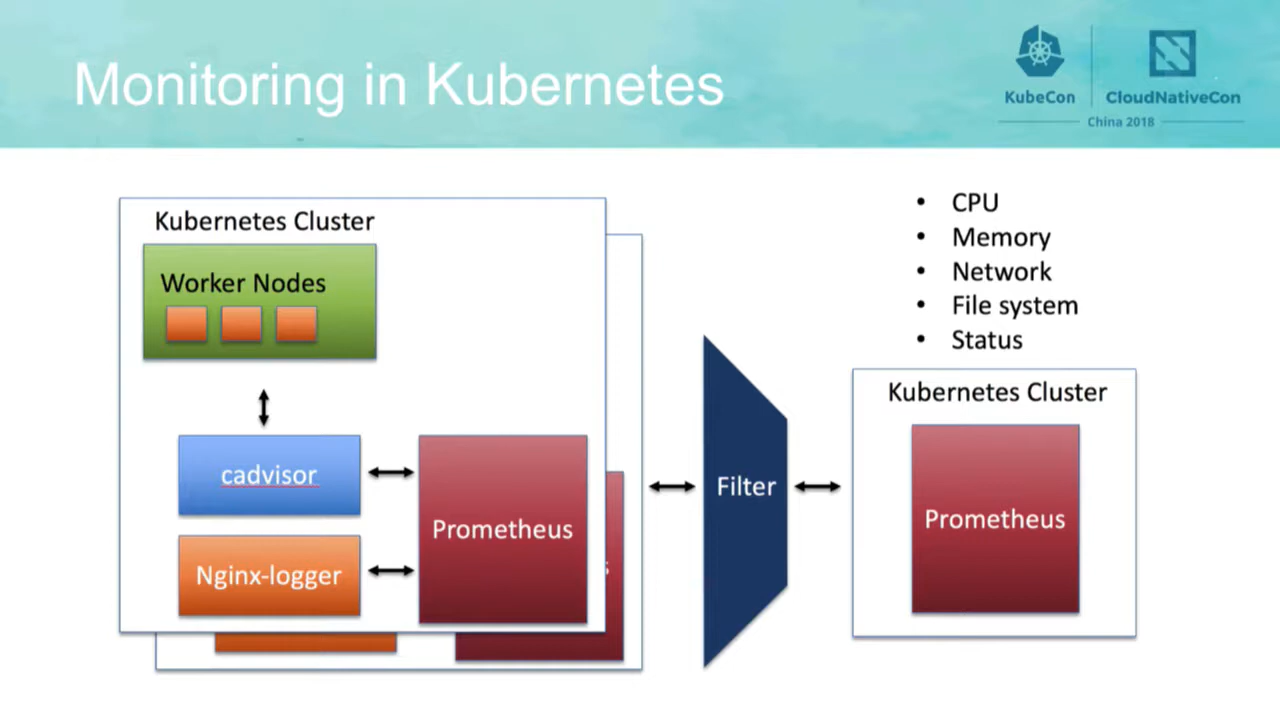 Monitoring in Kubernetes
KubeCon
CloudNativeCon
China 2018
Kubernetes Cluster
Worker Nodes
cadvisor
Nginx-logger
Prometheus
s
Filter
• CPU
• Memory
• Network
• File system
• Status
Kubernetes Cluster
Prometheus